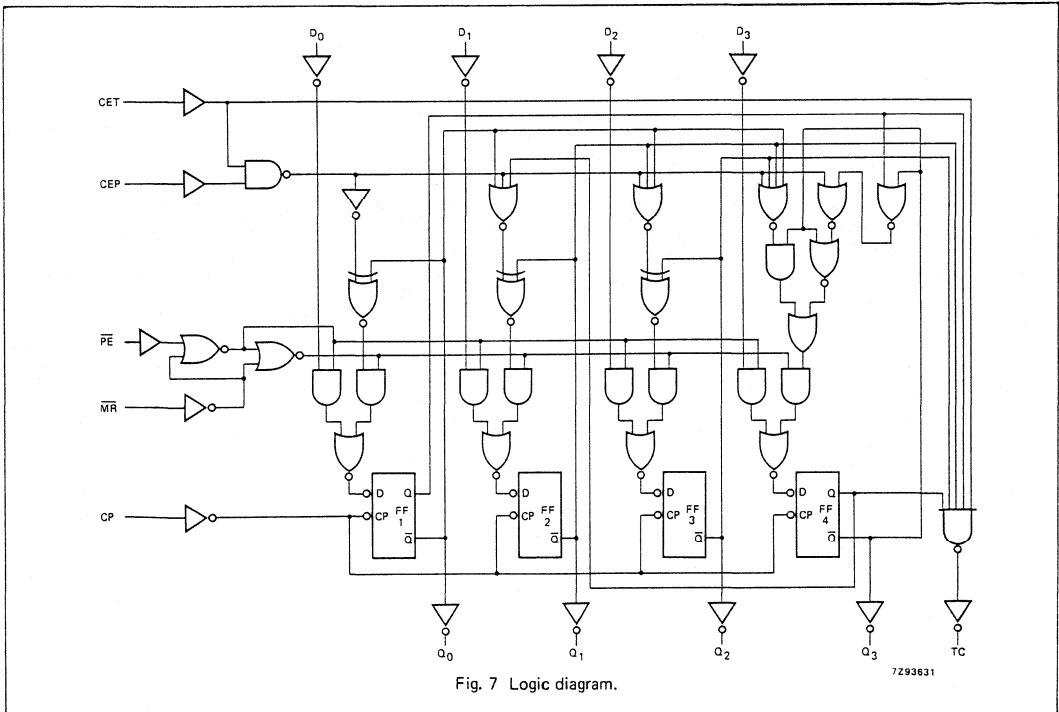 D0 D1 D2 D3
CET
CEP
PE
MR
CP
D Q
FF
1
CP Q
D
FF
2
CP Q
D
FF
3
CP Q
D Q
FF
4
CP Q
Q0 Q1 Q2 Q3 TC
7Z93631
Fig. 7 Logic diagram.